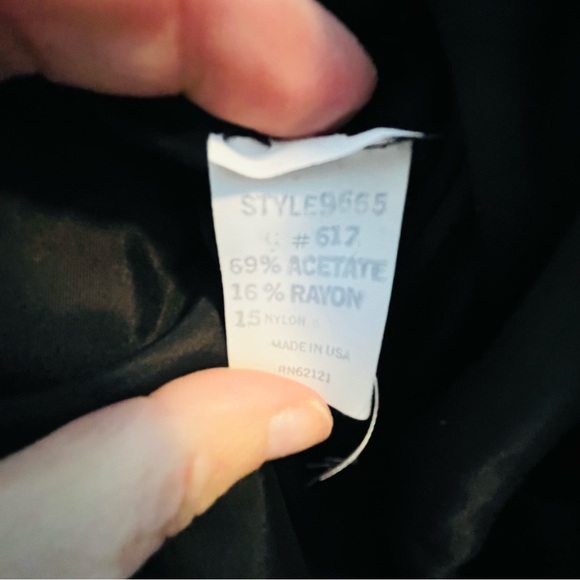 STYLE9665
# 617
69% ACETATE
16% RAYON
15 NYLON
MADE IN USA
RN62121